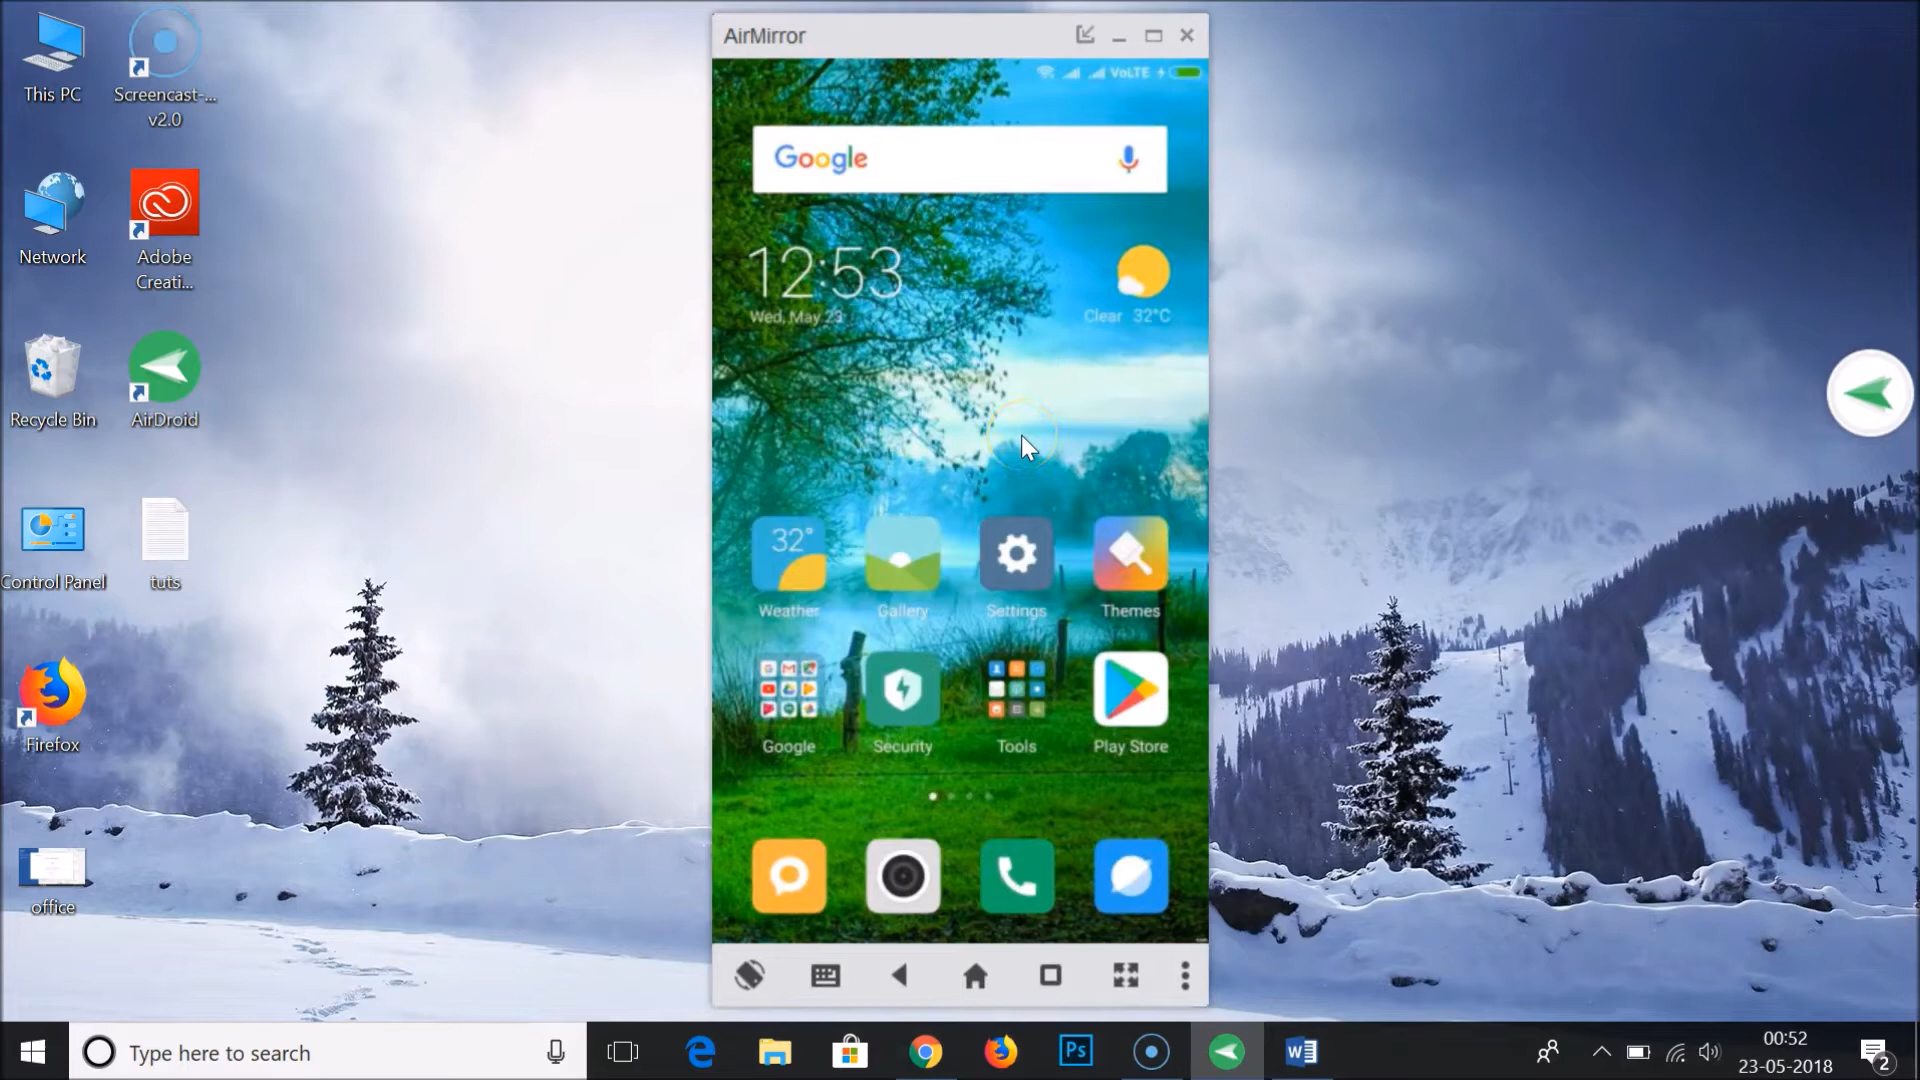 This PC
Screencast-...
v2.0
Network
Adobe
Creati...
Recycle Bin
AirDroid
Control Panel
tuts
Firefox
office
AirMirror
VoLTE
Google
12:53
Wed, May 23
Clear 32°C
32°
Weather
Gallery
Settings
Themes
Google
Security
Tools
Play Store
Type here to search
Ps
W
00:52
23-05-2018
2